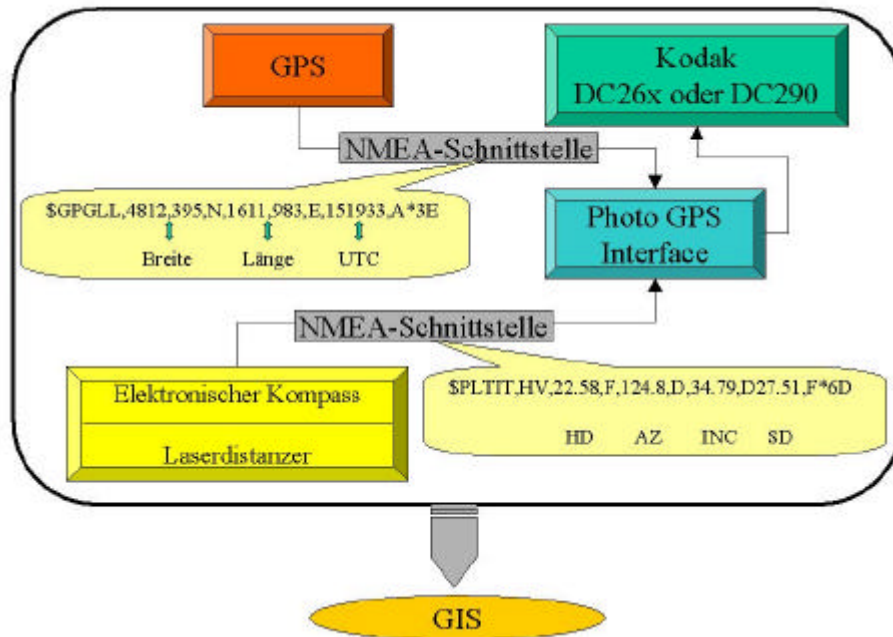 GPS
Kodak
DC26x oder DC290
NMEA-Schnittstelle
$GPGLL,4812,395,N,1611,983,E,151933,A*3E
Breite Länge UTC
Photo GPS
Interface
NMEA-Schnittstelle
Elektronischer Kompass
Laserdistanzer
$PLTIT,HV,22.58,F,124.8,D,34.79,D27.51,F*6D
HD AZ INC SD
GIS